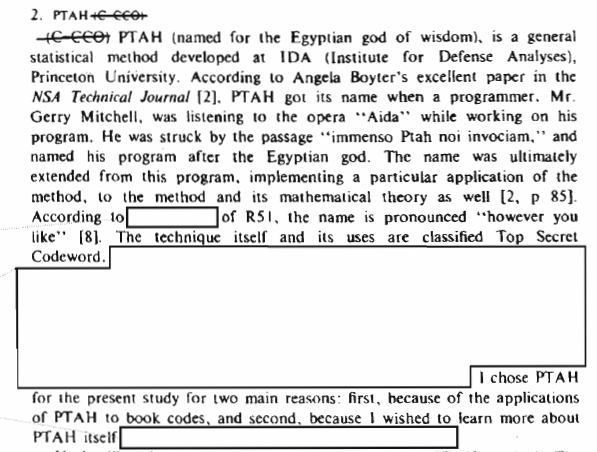 2. PTAH (C-CCO)
(C-CCO) PTAH (named for the Egyptian god of wisdom), is a general
statistical method developed at IDA (Institute for Defense Analyses),
Princeton University. According to Angela Boyter's excellent paper in the
NSA Technical Journal [2], PTAH got its name when a programmer, Mr.
Gerry Mitchell, was listening to the opera "Aida" while working on his
program. He was struck by the passage "immenso Ptah noi invociam," and
named his program after the Egyptian god. The name was ultimately
extended from this program, implementing a particular application of the
method, to the method and its mathematical theory as well [2, p 85].
According to of R51, the name is pronounced "however you
like" [8]. The technique itself and its uses are classified Top Secret
Codeword.
I chose PTAH
for the present study for two main reasons: first, because of the applications
of PTAH to book codes, and second, because I wished to learn more about
PTAH itself